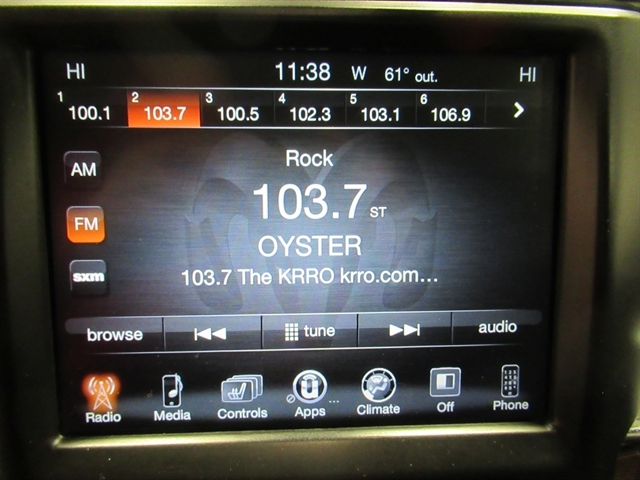 HI 11:38 W 61° out. HI
1 100.1 2 103.7 3 100.5 4 102.3 5 103.1 6 106.9
Rock
AM
103.7 ST
FM
OYSTER
sxm
103.7 The KRRO krro.com...
browse tune audio
Radio Media Controls Apps ... Climate Off Phone